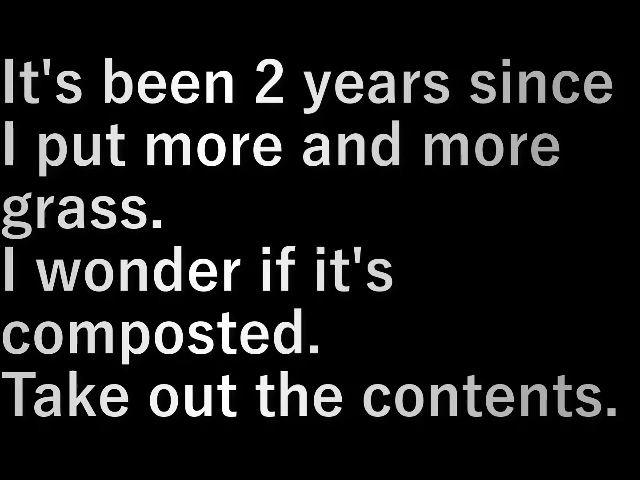 It's been 2 years since
I put more and more
grass.
I wonder if it's
composted.
Take out the contents.